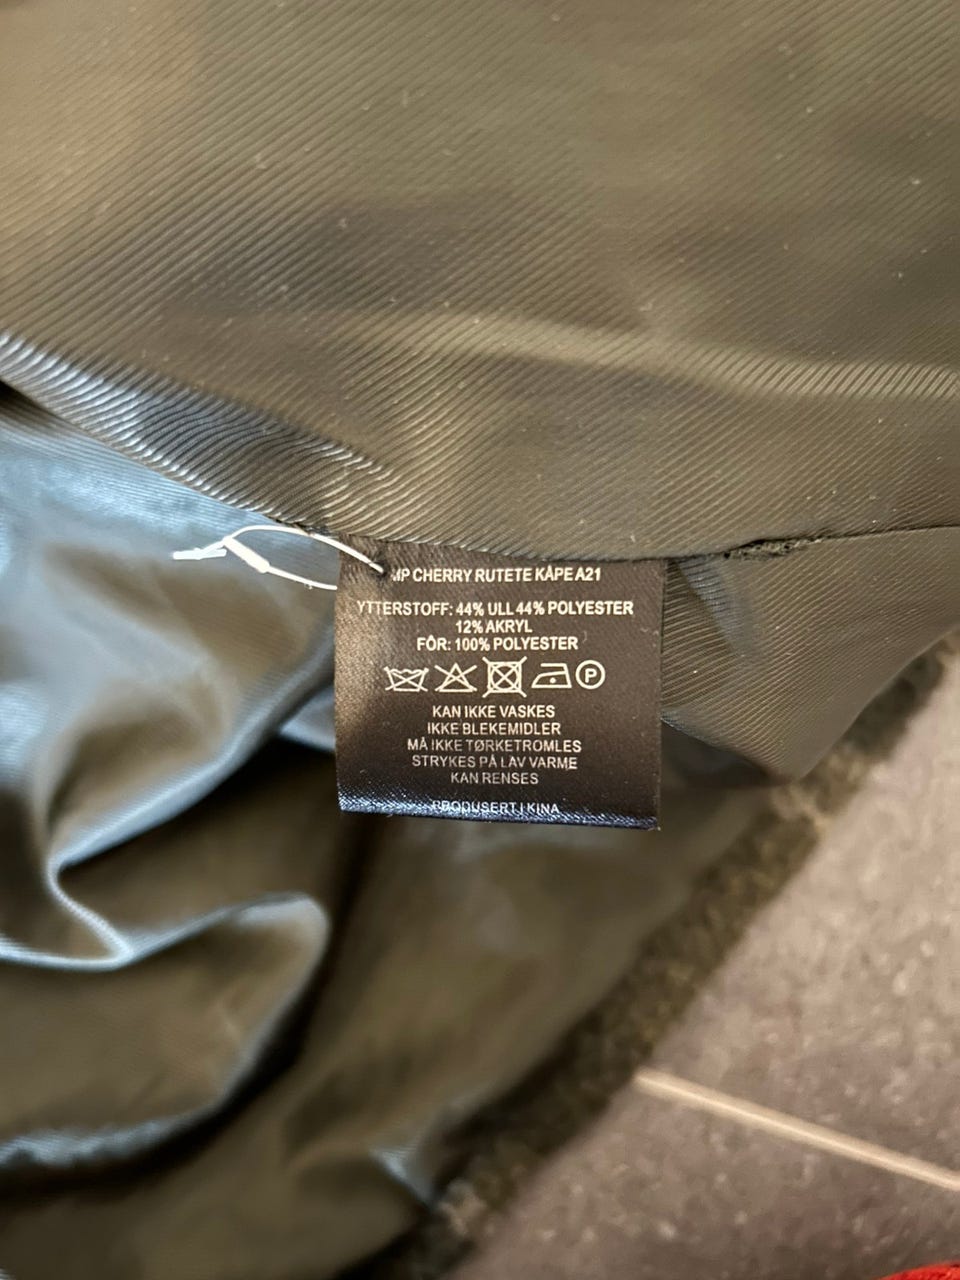 MP CHERRY RUTETE KÅPE A21
YTTERSTOFF: 44% ULL 44% POLYESTER
12% AKRYL
FÔR: 100% POLYESTER
P
KAN IKKE VASKES
IKKE BLEKEMIDLER
MÅ IKKE TØRKETROMLES
STRYKES PÅ LAV VARME
KAN RENSES
PRODUSERT I KINA